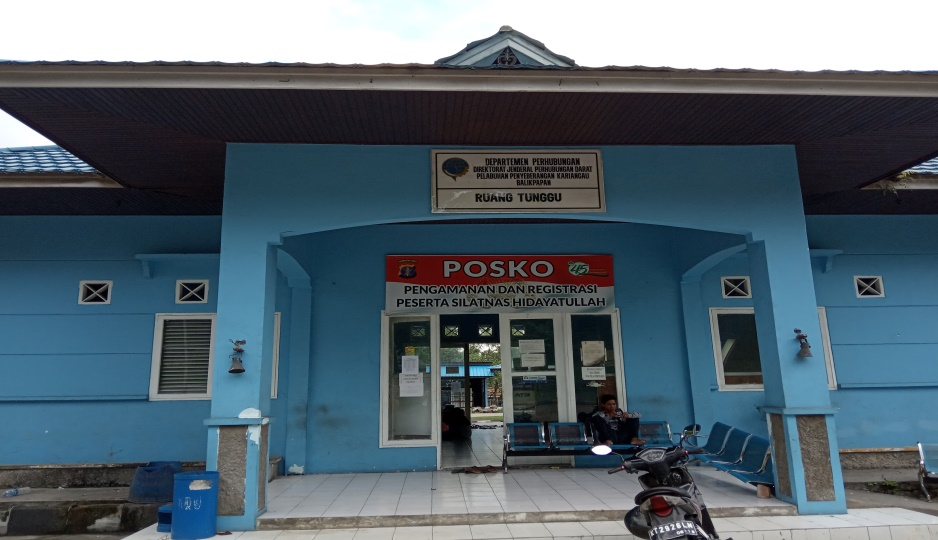 DEPARTEMEN PERHUBUNGAN
DIREKTORAT JENDERAL PERHUBUNGAN DARAT
PELABUHAN PENYEBERANGAN KARIANGAU
BALIKPAPAN
RUANG TUNGGU
POSKO
45
PENGAMANAN DAN REGISTRASI
PESERTA SILATNAS HIDAYATULLAH